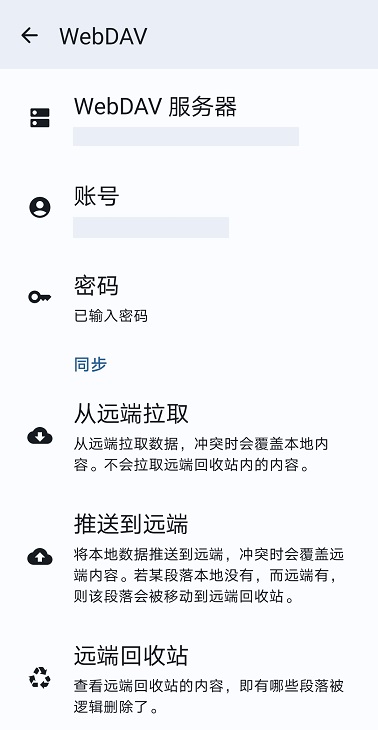 WebDAV
WebDAV 服务器
账号
密码
已输入密码
同步
从远端拉取
从远端拉取数据，冲突时会覆盖本地内
容。不会拉取远端回收站内的内容。
推送到远端
将本地数据推送到远端，冲突时会覆盖远
端内容。若某段落本地没有，而远端有，
则该段落会被移动到远端回收站。
远端回收站
查看远端回收站的内容，即有哪些段落被
逻辑删除了。